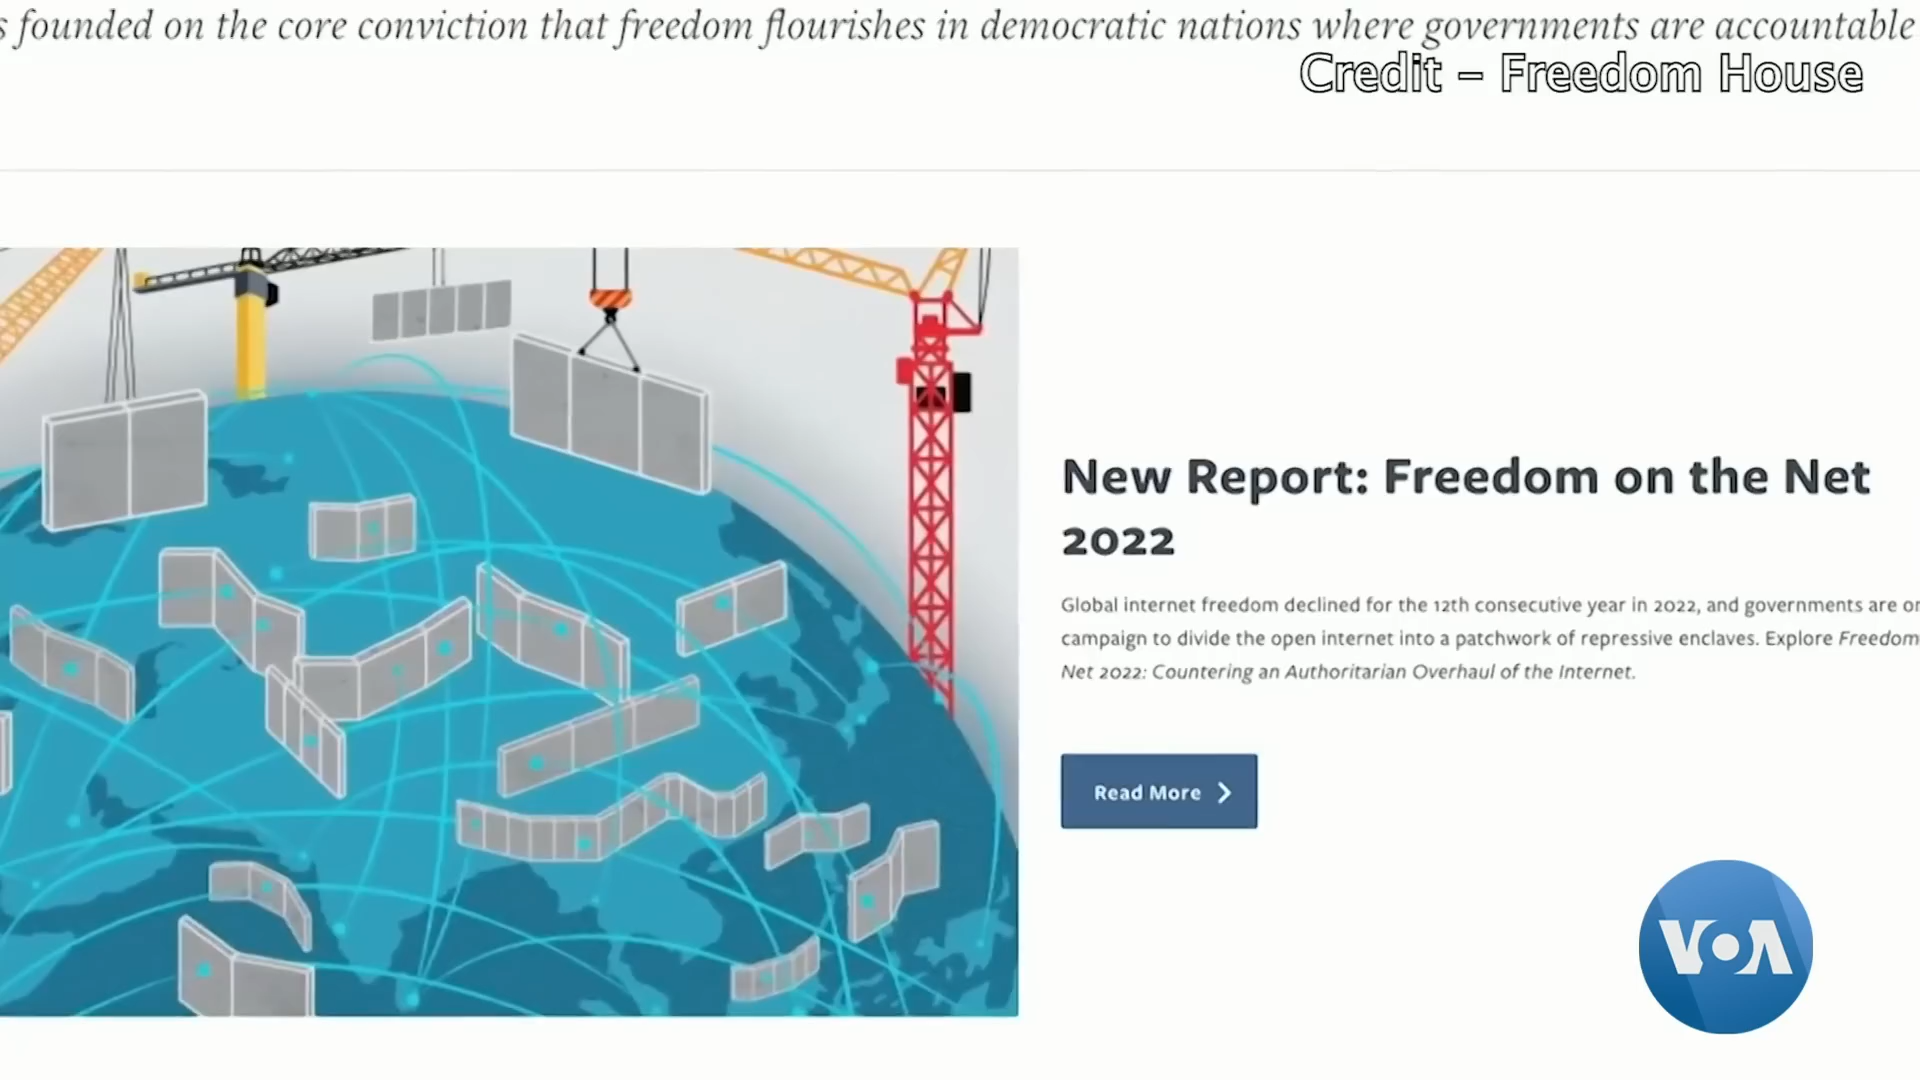 s founded on the core conviction that freedom flourishes in democratic nations where governments are accountable
Credit – Freedom House
New Report: Freedom on the Net
2022
Global internet freedom declined for the 12th consecutive year in 2022, and governments are on
campaign to divide the open internet into a patchwork of repressive enclaves. Explore Freedom
Net 2022: Countering an Authoritarian Overhaul of the Internet.
Read More
VOA